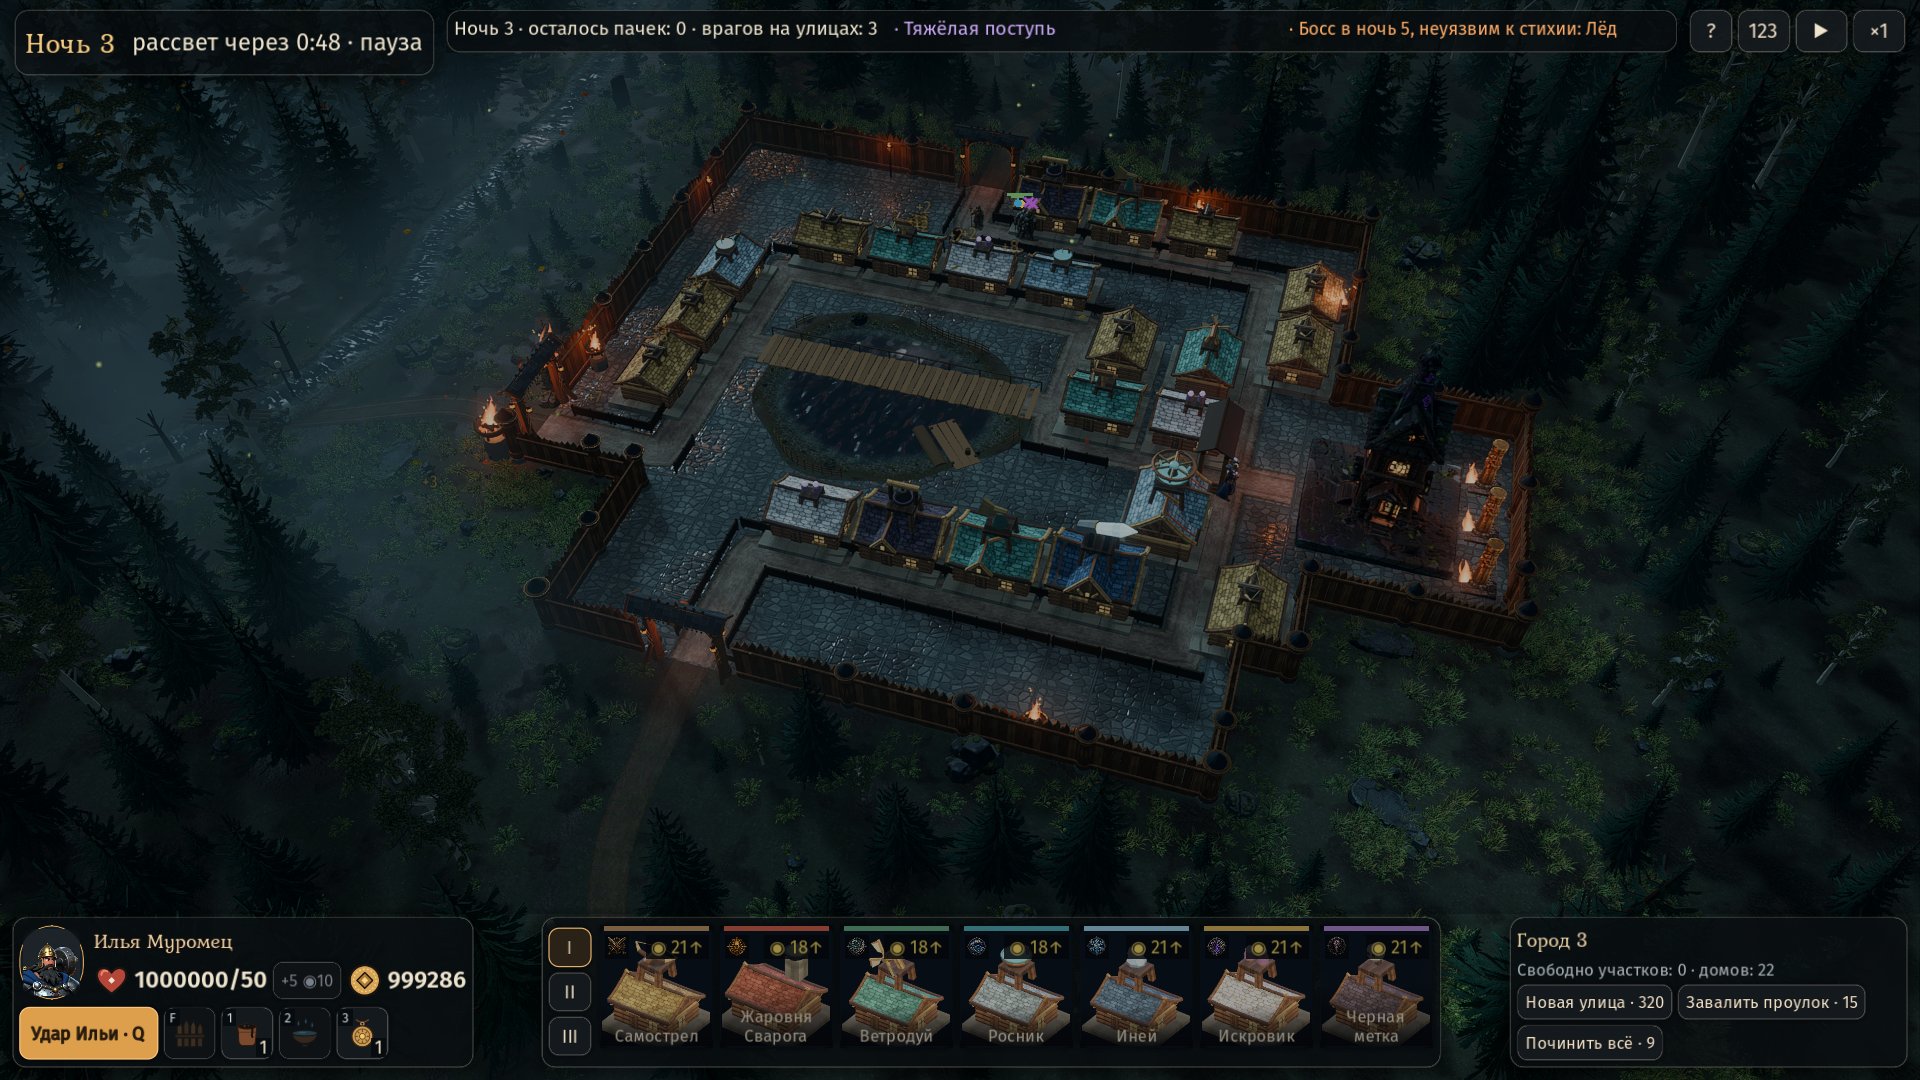 Ночь 3 рассвет через 0:48 · пауза
Ночь 3 · осталось пачек: 0 · врагов на улицах: 3 · Тяжёлая поступь · Босс в ночь 5, неуязвим к стихии: Лёд
? 123 ▶ ×1
+3
Илья Муромец
1000000/50 +5 10 999286
Удар Ильи · Q F 1 1 2 3 1
I
II
III
21↑ 18↑ 18↑ 18↑ 21↑ 21↑ 21↑
Самострел
Жаровня
Сварога
Ветродуй
Росник
Иней
Искровик
Черная
метка
Город 3
Свободно участков: 0 · домов: 22
Новая улица · 320 Завалить проулок · 15
Починить всё · 9